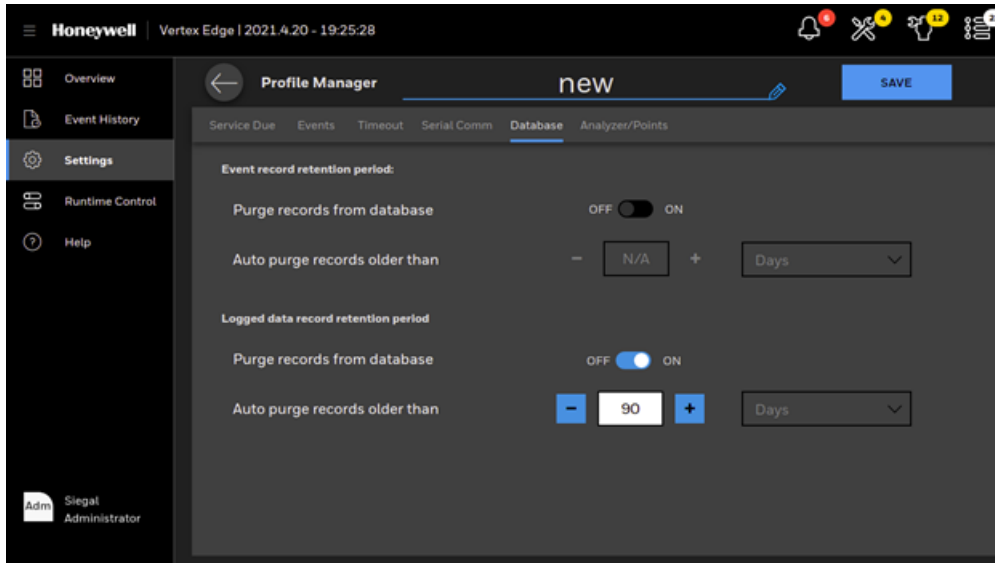 Honeywell Vertex Edge | 2021.4.20 - 19:25:28 6 4 12
Overview
Event History
Settings
Runtime Control
Help
Profile Manager new SAVE
Service Due Events Timeout Serial Comm Database Analyzer/Points
Event record retention period:
Purge records from database OFF ON
Auto purge records older than - N/A + Days
Logged data record retention period
Purge records from database OFF ON
Auto purge records older than - 90 + Days
Adm Siegal
Administrator